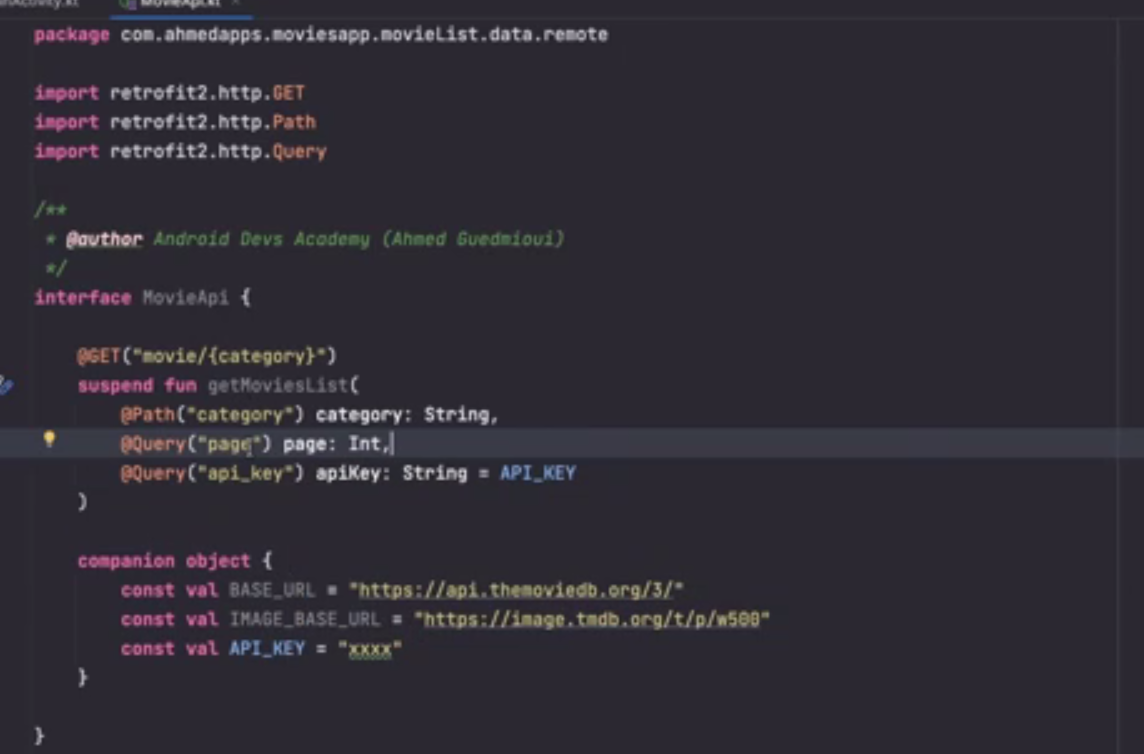 MovieApi.kt
package com.ahmedapps.moviesapp.movieList.data.remote
import retrofit2.http.GET
import retrofit2.http.Path
import retrofit2.http.Query
/**
* @author Android Devs Academy (Ahmed Guedmioui)
*/
interface MovieApi {
@GET("movie/{category}")
suspend fun getMoviesList(
@Path("category") category: String,
@Query("page") page: Int,
@Query("api_key") apiKey: String = API_KEY
)
companion object {
const val BASE_URL = "https://api.themoviedb.org/3/"
const val IMAGE_BASE_URL = "https://image.tmdb.org/t/p/w500"
const val API_KEY = "xxxx"
}
}